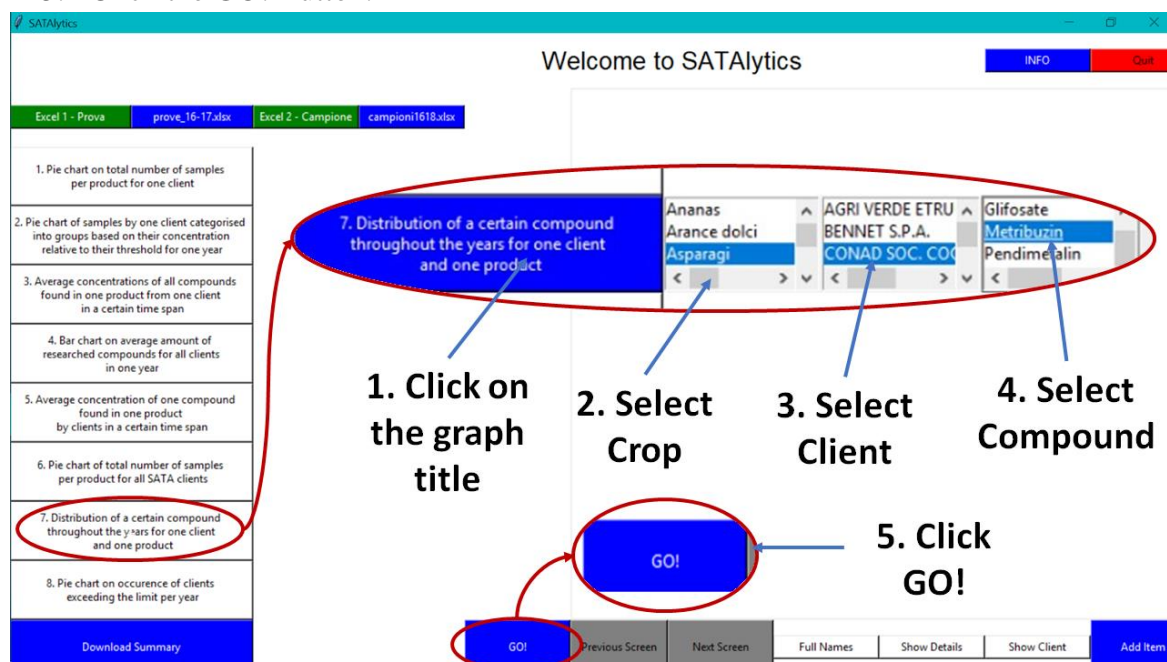 SATAlytics
Welcome to SATAlytics
INFO
Quit
Excel 1 - Prova
prove_16-17.xlsx
Excel 2 - Campione
campioni1618.xlsx
1. Pie chart on total number of samples
per product for one client
2. Pie chart of samples by one client categorised
into groups based on their concentration
relative to their threshold for one year
3. Average concentrations of all compounds
found in one product from one client
in a certain time span
4. Bar chart on average amount of
researched compounds for all clients
in one year
5. Average concentration of one compound
found in one product
by clients in a certain time span
6. Pie chart of total number of samples
per product for all SATA clients
7. Distribution of a certain compound
throughout the years for one client
and one product
8. Pie chart on occurence of clients
exceeding the limit per year
Download Summary
7. Distribution of a certain compound
throughout the years for one client
and one product
Ananas
Arance dolci
Asparagi
AGRI VERDE ETRU
BENNET S.P.A.
CONAD SOC. COO
Glifosate
Metribuzin
Pendimetalin
1. Click on
the graph
title
2. Select
Crop
3. Select
Client
4. Select
Compound
GO!
5. Click
GO!
GO!
Previous Screen
Next Screen
Full Names
Show Details
Show Client
Add Item